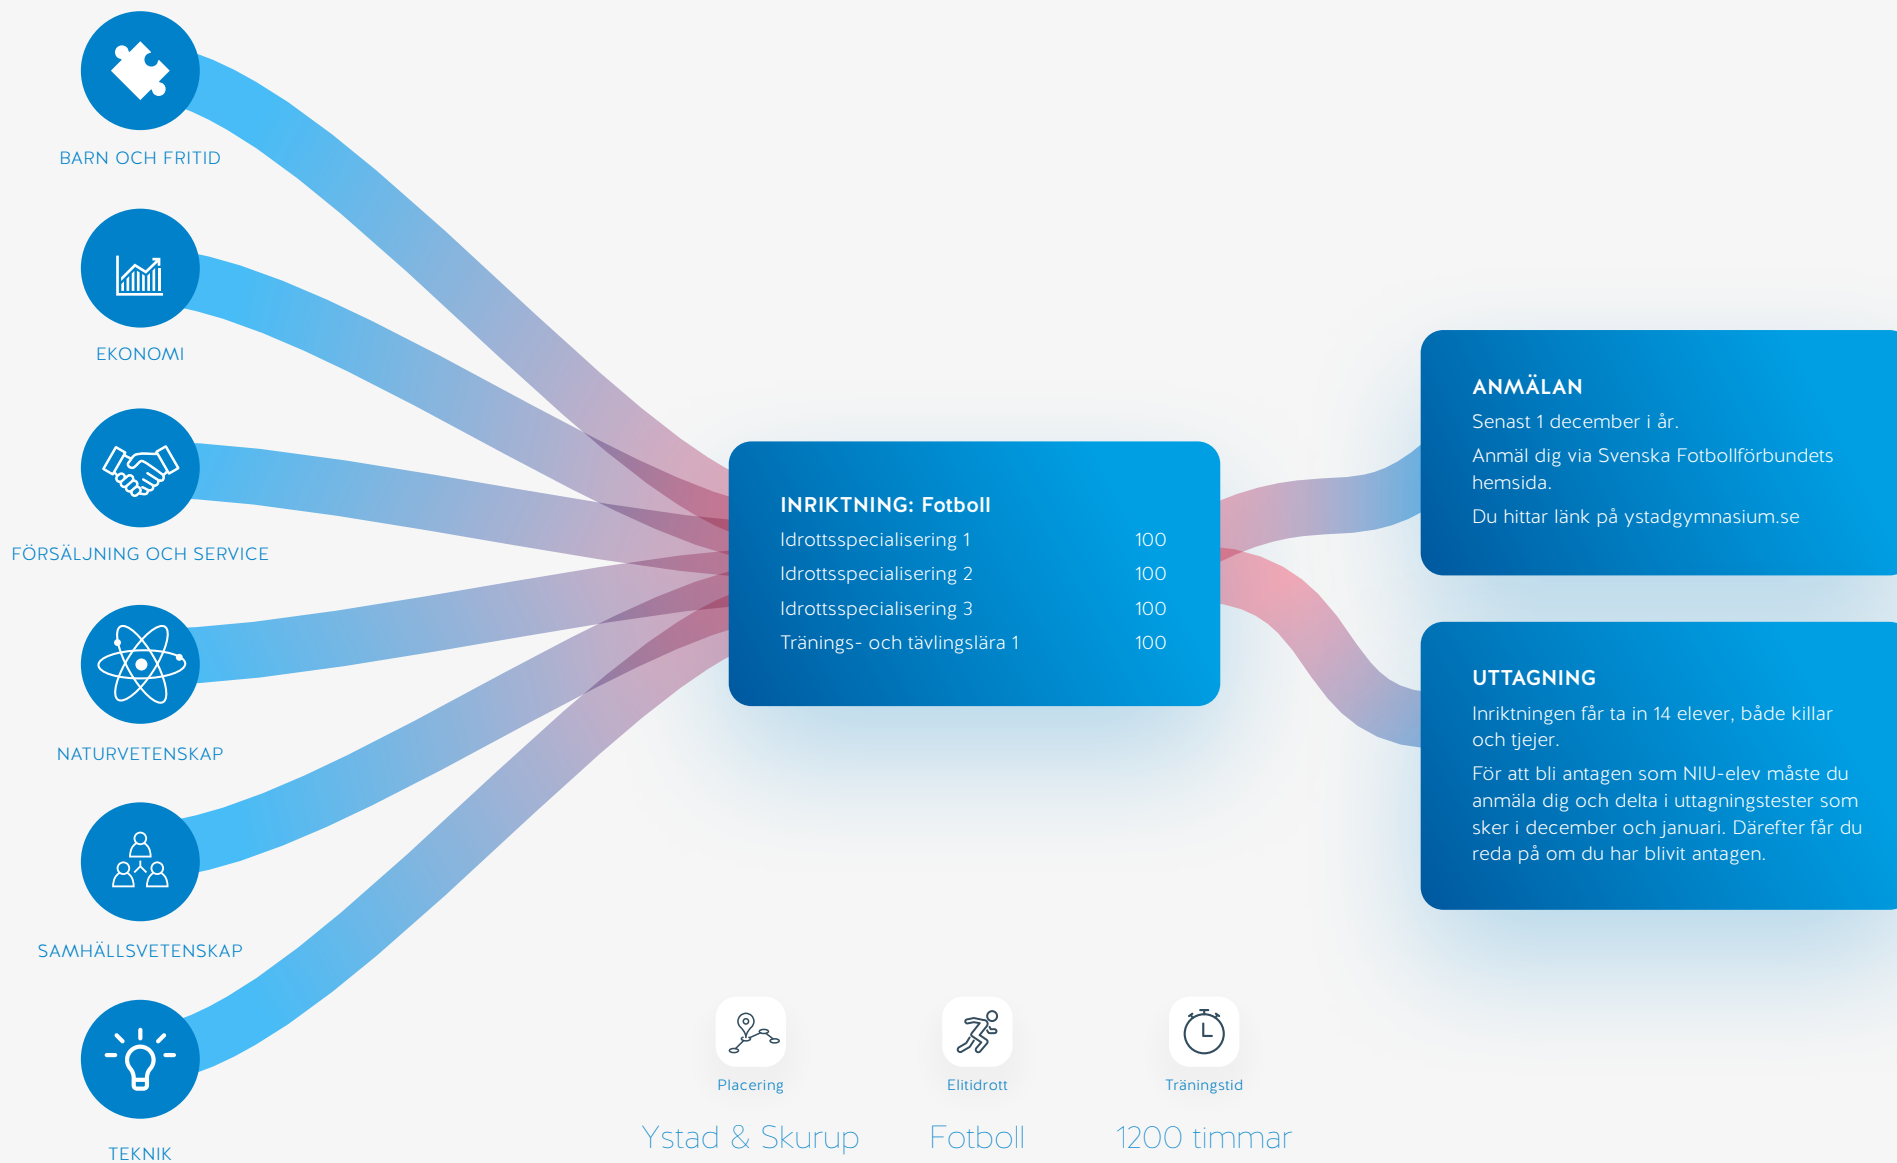 BARN OCH FRITID
EKONOMI
FÖRSÄLJNING OCH SERVICE
NATURVETENSKAP
SAMHÄLLSVETENSKAP
TEKNIK
INRIKTNING: Fotboll
Idrottsspecialisering 1 100
Idrottsspecialisering 2 100
Idrottsspecialisering 3 100
Tränings- och tävlingslära 1 100
ANMÄLAN
Senast 1 december i år.
Anmäl dig via Svenska Fotbollförbundets
hemsida.
Du hittar länk på ystadgymnasium.se
UTTAGNING
Inriktningen får ta in 14 elever, både killar
och tjejer.
För att bli antagen som NIU-elev måste du
anmäla dig och delta i uttagningstester som
sker i december och januari. Därefter får du
reda på om du har blivit antagen.
Placering
Ystad & Skurup
Elitidrott
Fotboll
Träningstid
1200 timmar